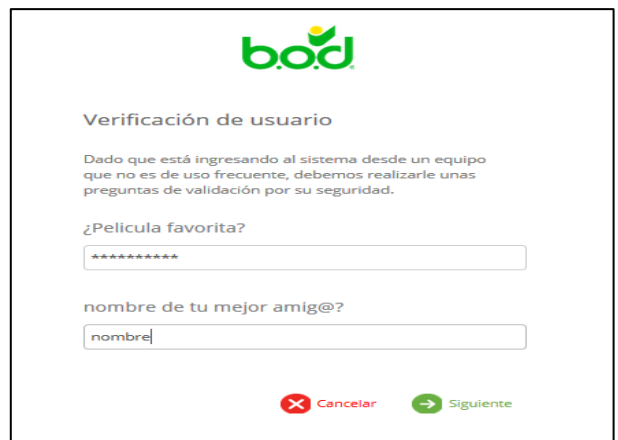 b.o.d.
Verificación de usuario
Dado que está ingresando al sistema desde un equipo
que no es de uso frecuente, debemos realizarle unas
preguntas de validación por su seguridad.
¿Pelicula favorita?
**********
nombre de tu mejor amig@?
nombre
Cancelar
Siguiente